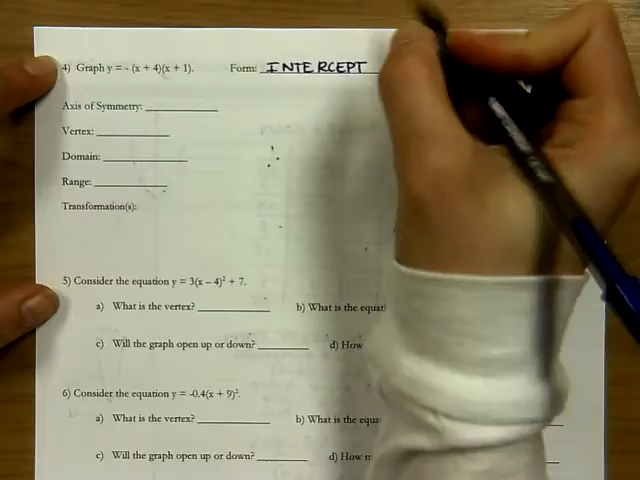 4) Graph y = - (x + 4)(x + 1). Form: INTERCEPT
Axis of Symmetry:
Vertex:
Domain:
Range:
Transformation(s):
5) Consider the equation y = 3(x – 4)² + 7.
a) What is the vertex? b) What is the
c) Will the graph open up or down? d) How
6) Consider the equation y = -0.4(x + 9)².
a) What is the vertex? b) What is the
c) Will the graph open up or down? d) How